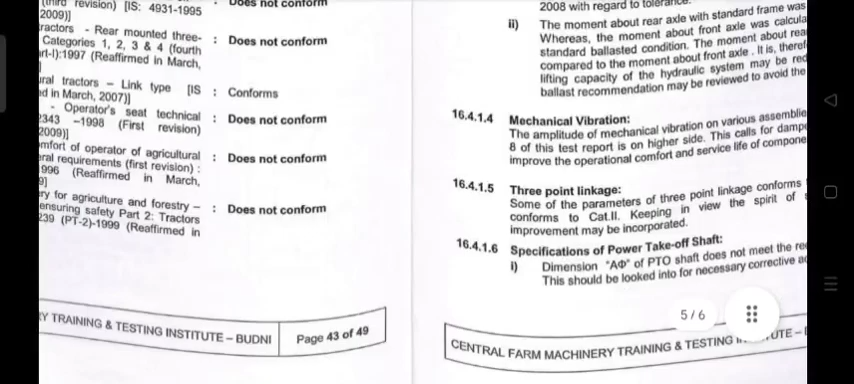 (third revision) [IS: 4931-1995 : Does not conform
2009)]
ractors - Rear mounted three- : Does not conform
Categories 1, 2, 3 & 4 (fourth
rt-I):1997 (Reaffirmed in March,
]
ural tractors – Link type [IS : Conforms
ed in March, 2007)]
- Operator's seat technical : Does not conform
2343 –1998 (First revision)
2009)]
mfort of operator of agricultural : Does not conform
eral requirements (first revision) :
996 (Reaffirmed in March,
9]
ry for agriculture and forestry – : Does not conform
ensuring safety Part 2: Tractors
239 (PT-2)-1999 (Reaffirmed in
RY TRAINING & TESTING INSTITUTE – BUDNI Page 43 of 49
2008 with regard to tolerance.
ii) The moment about rear axle with standard frame was
Whereas, the moment about front axle was calcula
standard ballasted condition. The moment about rea
compared to the moment about front axle . It is, theref
lifting capacity of the hydraulic system may be red
ballast recommendation may be reviewed to avoid the
16.4.1.4 Mechanical Vibration:
The amplitude of mechanical vibration on various assemblie
8 of this test report is on higher side. This calls for dampe
improve the operational comfort and service life of compone
16.4.1.5 Three point linkage:
Some of the parameters of three point linkage conforms
conforms to Cat.II. Keeping in view the spirit of
improvement may be incorporated.
16.4.1.6 Specifications of Power Take-off Shaft:
i) Dimension "AΦ" of PTO shaft does not meet the re
This should be looked into for necessary corrective a
5 / 6
CENTRAL FARM MACHINERY TRAINING & TESTING UTE –